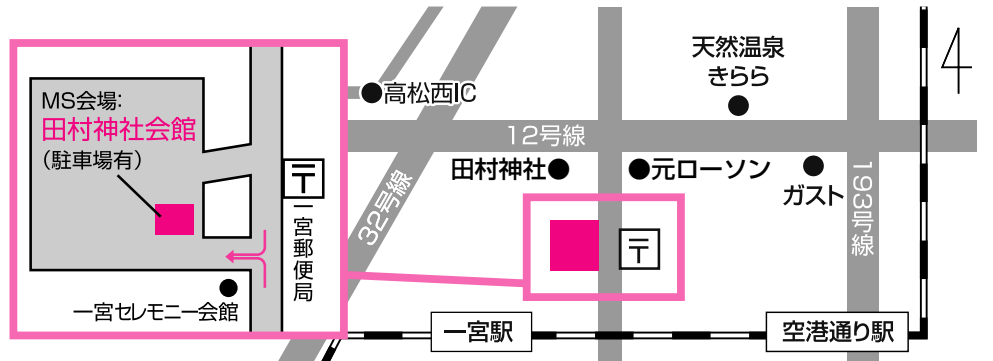 MS会場:
田村神社会館
（駐車場有）
〒
一宮郵便局
一宮セレモニー会館
高松西IC
天然温泉
きらら
12号線
田村神社
元ローソン
ガスト
32号線
193号線
〒
一宮駅
空港通り駅
4